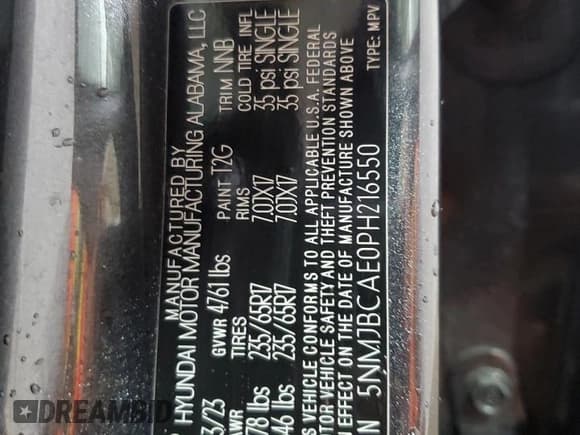 MANUFACTURED BY
HYUNDAI MOTOR MANUFACTURING ALABAMA, LLC
3/23 GVWR 4761 lbs PAINT T2G TRIM NNB
AWR TIRES RIMS COLD TIRE INFL
78 lbs 235/65R17 7.0JX17 35 psi SINGLE
46 lbs 235/65R17 7.0JX17 35 psi SINGLE
S VEHICLE CONFORMS TO ALL APPLICABLE U.S.A. FEDERAL
MOTOR VEHICLE SAFETY AND THEFT PREVENTION STANDARDS
EFFECT ON THE DATE OF MANUFACTURE SHOWN ABOVE
N 5NMJBCAE0PH216550 TYPE: MPV
DREAMBID